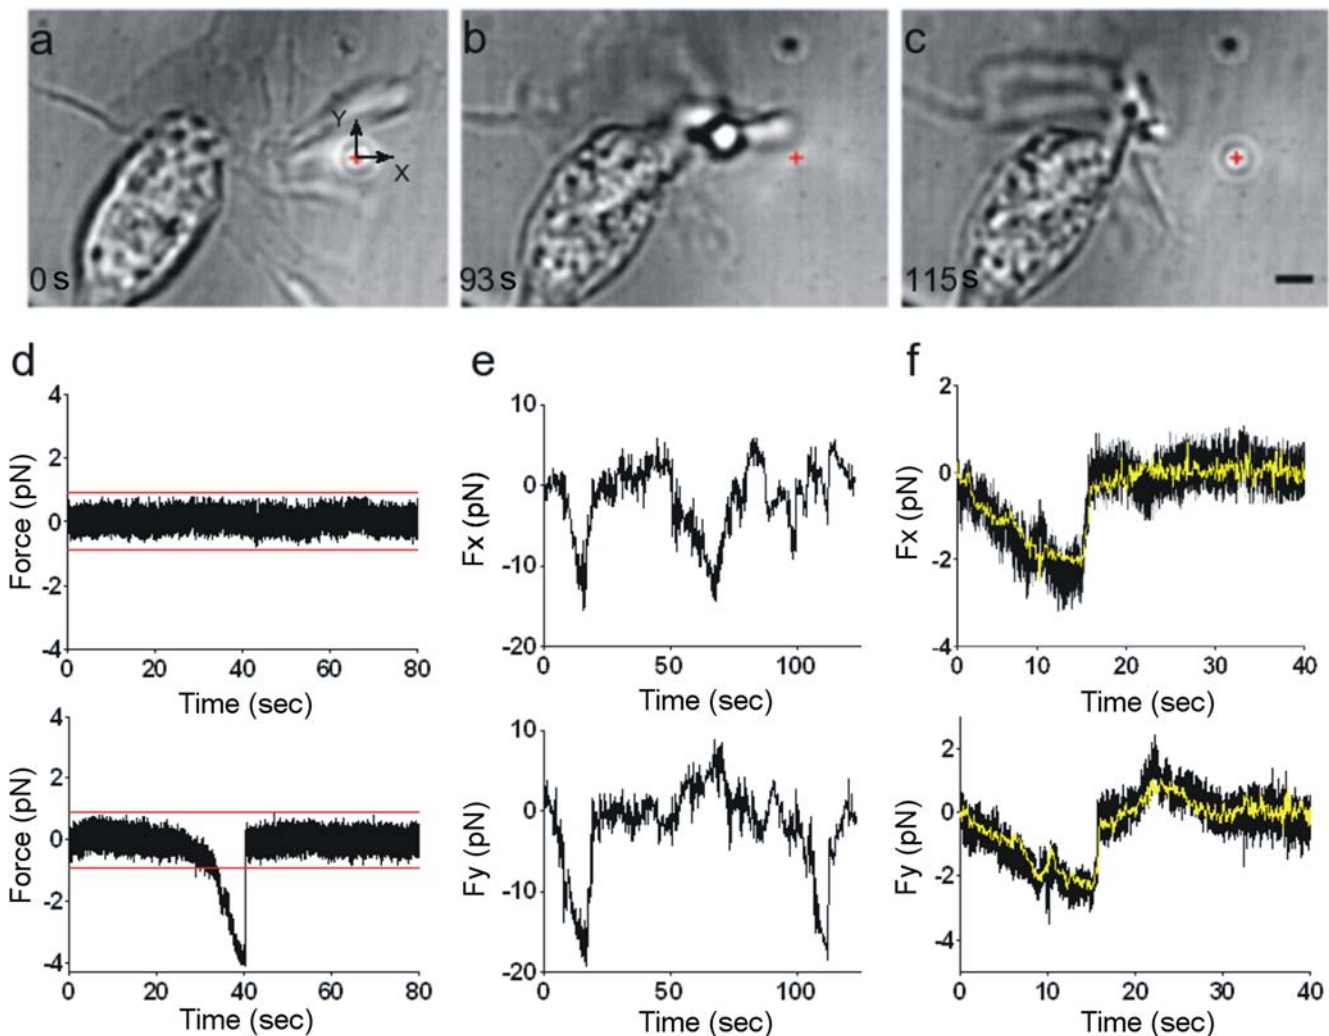 a
b
c
Y
X
0 s
93 s
115 s
d
e
f
4
2
0
-2
-4
Force (pN)
0 20 40 60 80
Time (sec)
10
0
-10
-20
Fx (pN)
0 50 100
Time (sec)
2
0
-2
-4
Fx (pN)
0 10 20 30 40
Time (sec)
4
2
0
-2
-4
Force (pN)
0 20 40 60 80
Time (sec)
10
0
-10
-20
Fy (pN)
0 50 100
Time (sec)
2
0
-2
-4
Fy (pN)
0 10 20 30 40
Time (sec)